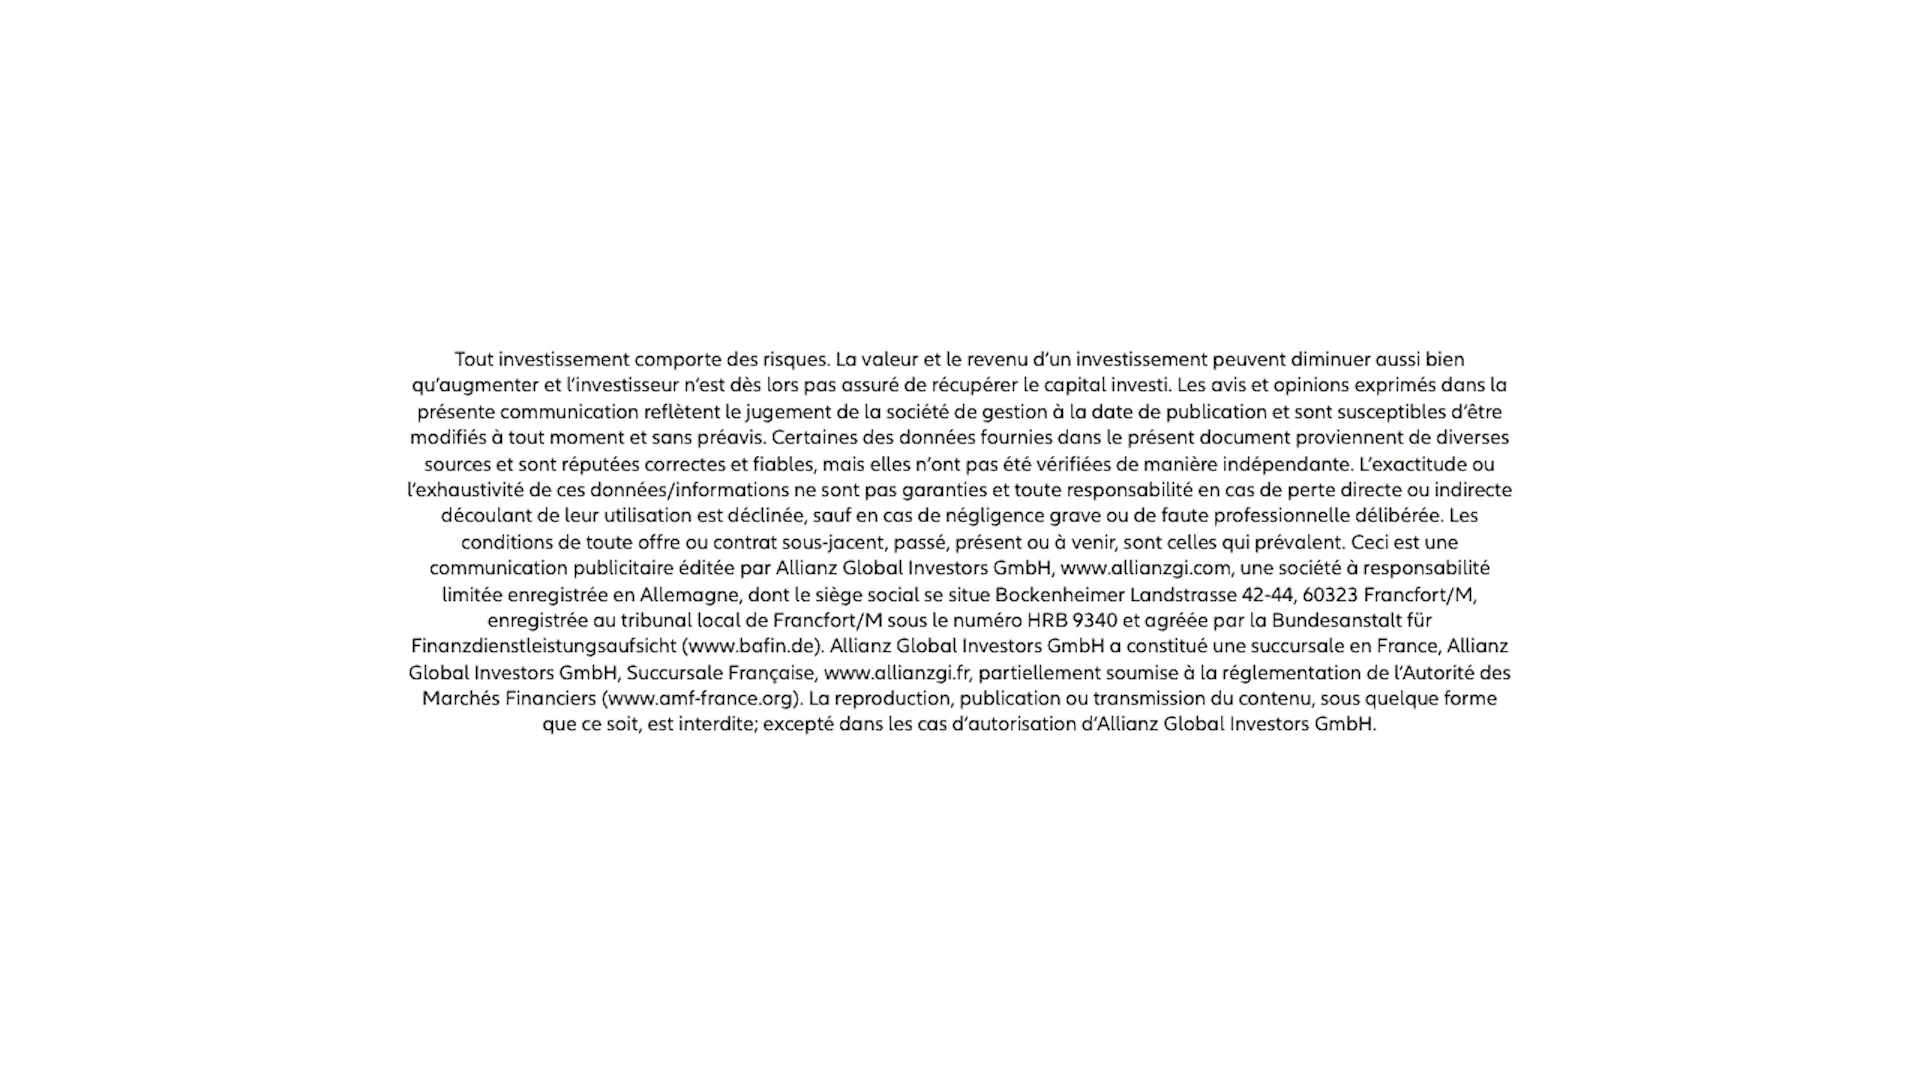 Tout investissement comporte des risques. La valeur et le revenu d’un investissement peuvent diminuer aussi bien
qu’augmenter et l’investisseur n’est dès lors pas assuré de récupérer le capital investi. Les avis et opinions exprimés dans la
présente communication reflètent le jugement de la société de gestion à la date de publication et sont susceptibles d’être
modifiés à tout moment et sans préavis. Certaines des données fournies dans le présent document proviennent de diverses
sources et sont réputées correctes et fiables, mais elles n’ont pas été vérifiées de manière indépendante. L’exactitude ou
l’exhaustivité de ces données/informations ne sont pas garanties et toute responsabilité en cas de perte directe ou indirecte
découlant de leur utilisation est déclinée, sauf en cas de négligence grave ou de faute professionnelle délibérée. Les
conditions de toute offre ou contrat sous-jacent, passé, présent ou à venir, sont celles qui prévalent. Ceci est une
communication publicitaire éditée par Allianz Global Investors GmbH, www.allianzgi.com, une société à responsabilité
limitée enregistrée en Allemagne, dont le siège social se situe Bockenheimer Landstrasse 42-44, 60323 Francfort/M,
enregistrée au tribunal local de Francfort/M sous le numéro HRB 9340 et agréée par la Bundesanstalt für
Finanzdienstleistungsaufsicht (www.bafin.de). Allianz Global Investors GmbH a constitué une succursale en France, Allianz
Global Investors GmbH, Succursale Française, www.allianzgi.fr, partiellement soumise à la réglementation de l’Autorité des
Marchés Financiers (www.amf-france.org). La reproduction, publication ou transmission du contenu, sous quelque forme
que ce soit, est interdite; excepté dans les cas d’autorisation d’Allianz Global Investors GmbH.